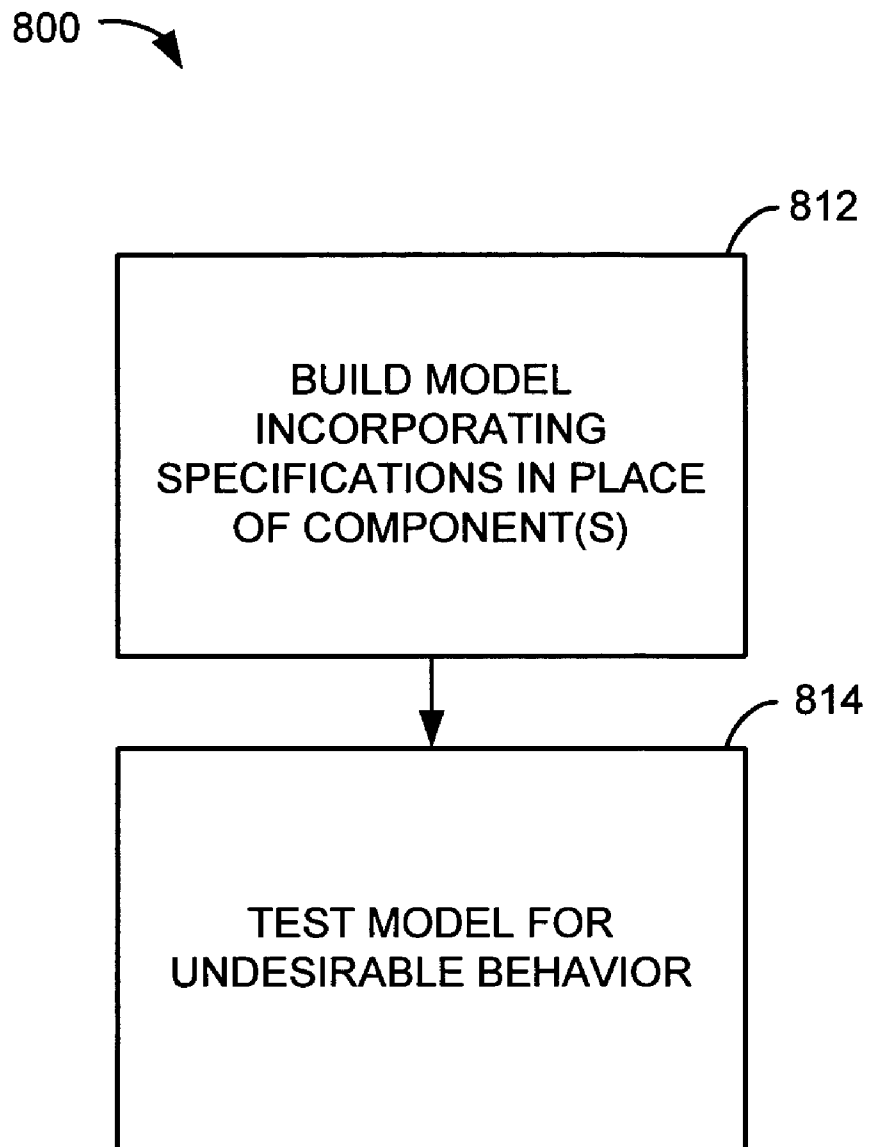 800
812
BUILD MODEL
INCORPORATING
SPECIFICATIONS IN PLACE
OF COMPONENT(S)
814
TEST MODEL FOR
UNDESIRABLE BEHAVIOR